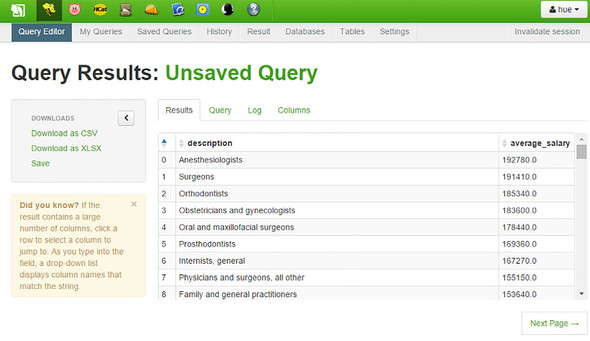 HCat
?
hue
Query Editor My Queries Saved Queries History Result Databases Tables Settings Invalidate session
Query Results: Unsaved Query
DOWNLOADS
Download as CSV
Download as XLSX
Save
Did you know? If the
result contains a large
number of columns, click a
row to select a column to
jump to. As you type into the
field, a drop-down list
displays column names that
match the string.
Results Query Log Columns
description average_salary
0 Anesthesiologists 192780.0
1 Surgeons 191410.0
2 Orthodontists 185340.0
3 Obstetricians and gynecologists 183600.0
4 Oral and maxillofacial surgeons 178440.0
5 Prosthodontists 169360.0
6 Internists, general 167270.0
7 Physicians and surgeons, all other 155150.0
8 Family and general practitioners 153640.0
Next Page →